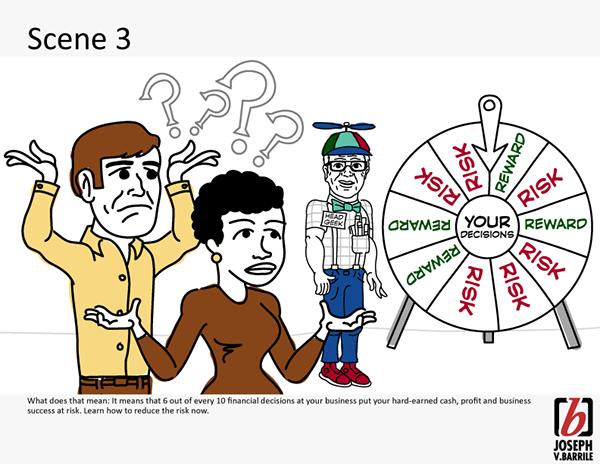 Scene 3
? ? ? ?
HEAD
GEEK
REWARD
RISK
REWARD
RISK
RISK
RISK
REWARD
REWARD
RISK
RISK
YOUR
DECISIONS
What does that mean: It means that 6 out of every 10 financial decisions at your business put your hard-earned cash, profit and business
success at risk. Learn how to reduce the risk now.
b
JOSEPH
V.BARRILE